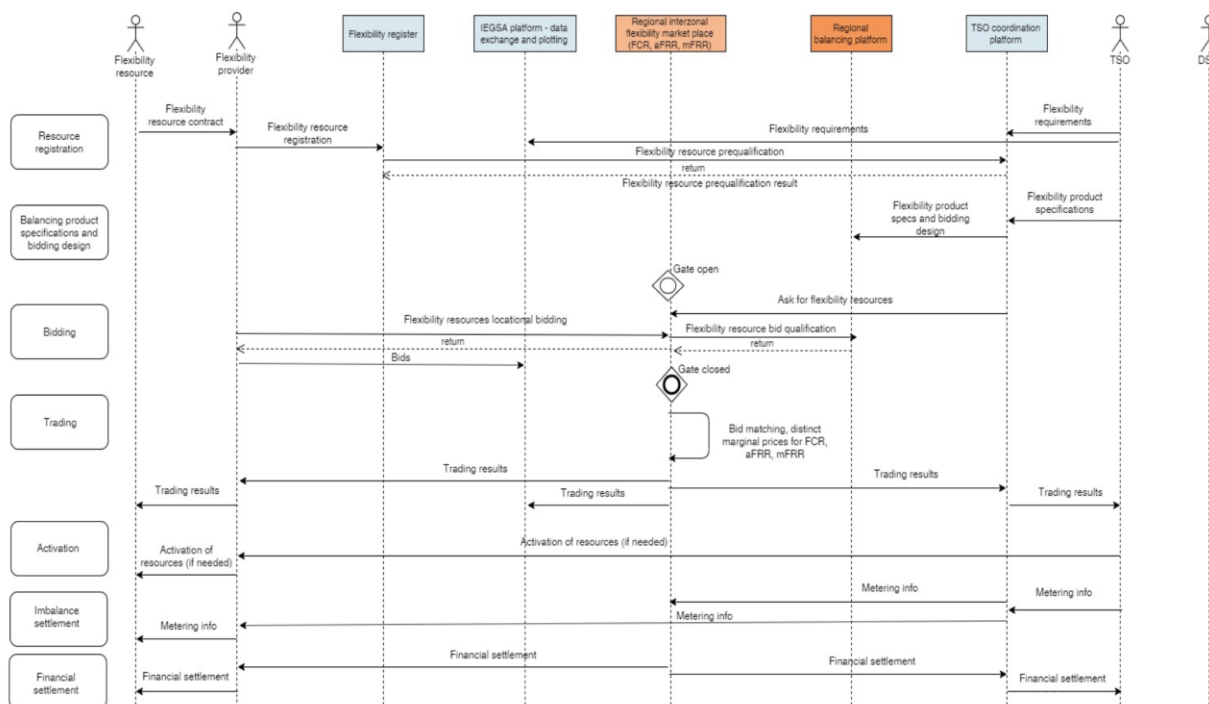 Flexibility
resource
Flexibility
provider
Flexibility register
IEGSA platform - data
exchange and plotting
Regional interzonal
flexibility market place
(FCR, aFRR, mFRR)
Regional
balancing platform
TSO coordination
platform
TSO
DS
Resource
registration
Flexibility
resource contract
Flexibility resource
registration
Flexibility requirements
Flexibility
requirements
Flexibility resource prequalification
return
Flexibility resource prequalification result
Balancing product
specifications and
bidding design
Flexibility product
specs and bidding
design
Flexibility product
specifications
Gate open
Ask for flexibility resources
Bidding
Flexibility resources locational bidding
Flexibility resource bid qualification
return
return
Bids
Gate closed
Trading
Bid matching, distinct
marginal prices for FCR,
aFRR, mFRR
Trading results
Trading results
Trading results
Trading results
Trading results
Activation
Activation of resources (if needed)
Activation of
resources (if needed)
Imbalance
settlement
Metering info
Metering info
Metering info
Metering info
Financial
settlement
Financial settlement
Financial settlement
Financial settlement
Financial settlement